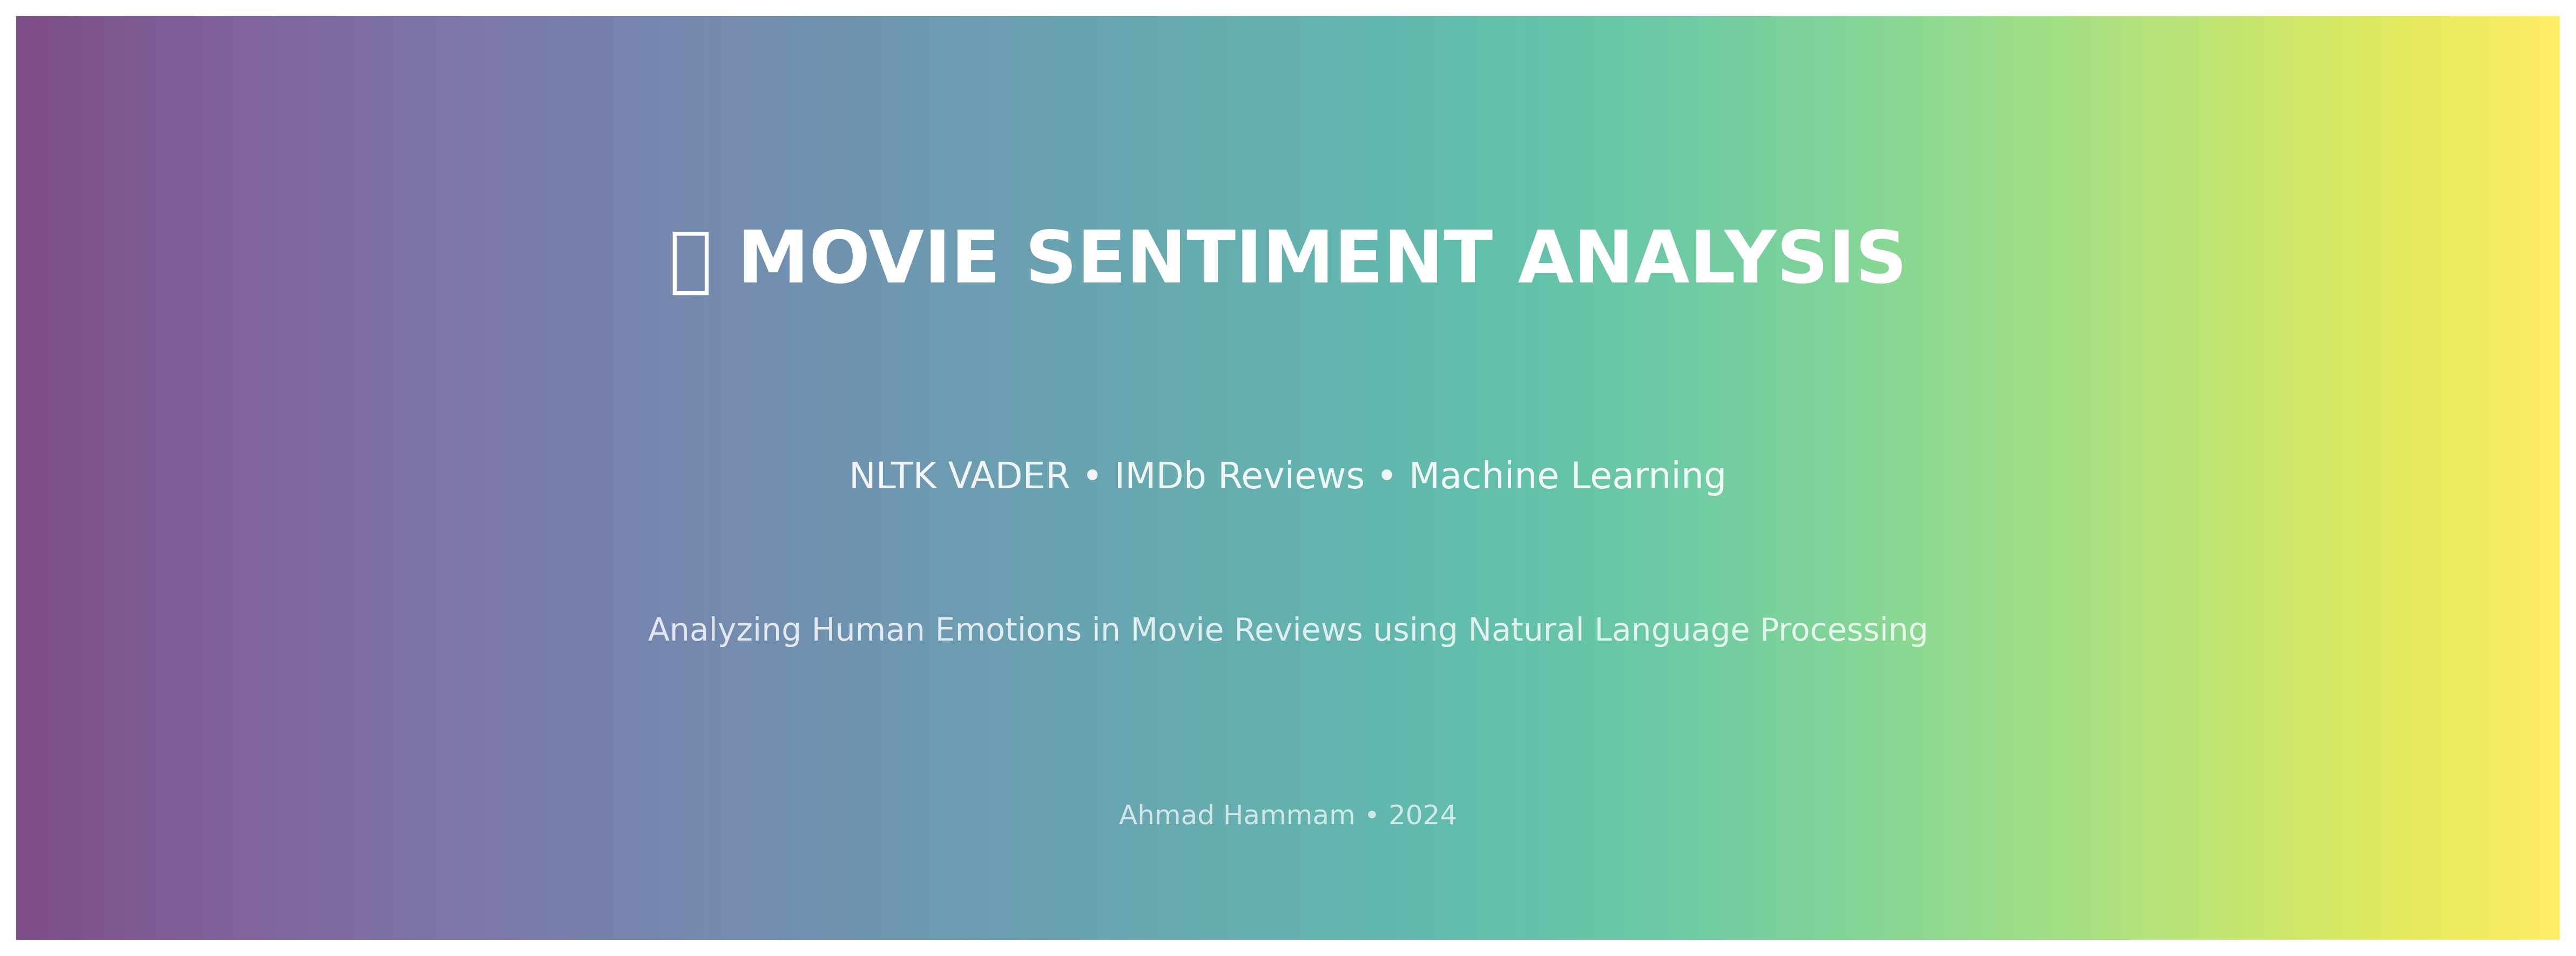 MOVIE SENTIMENT ANALYSIS
NLTK VADER • IMDb Reviews • Machine Learning
Analyzing Human Emotions in Movie Reviews using Natural Language Processing
Ahmad Hammam • 2024